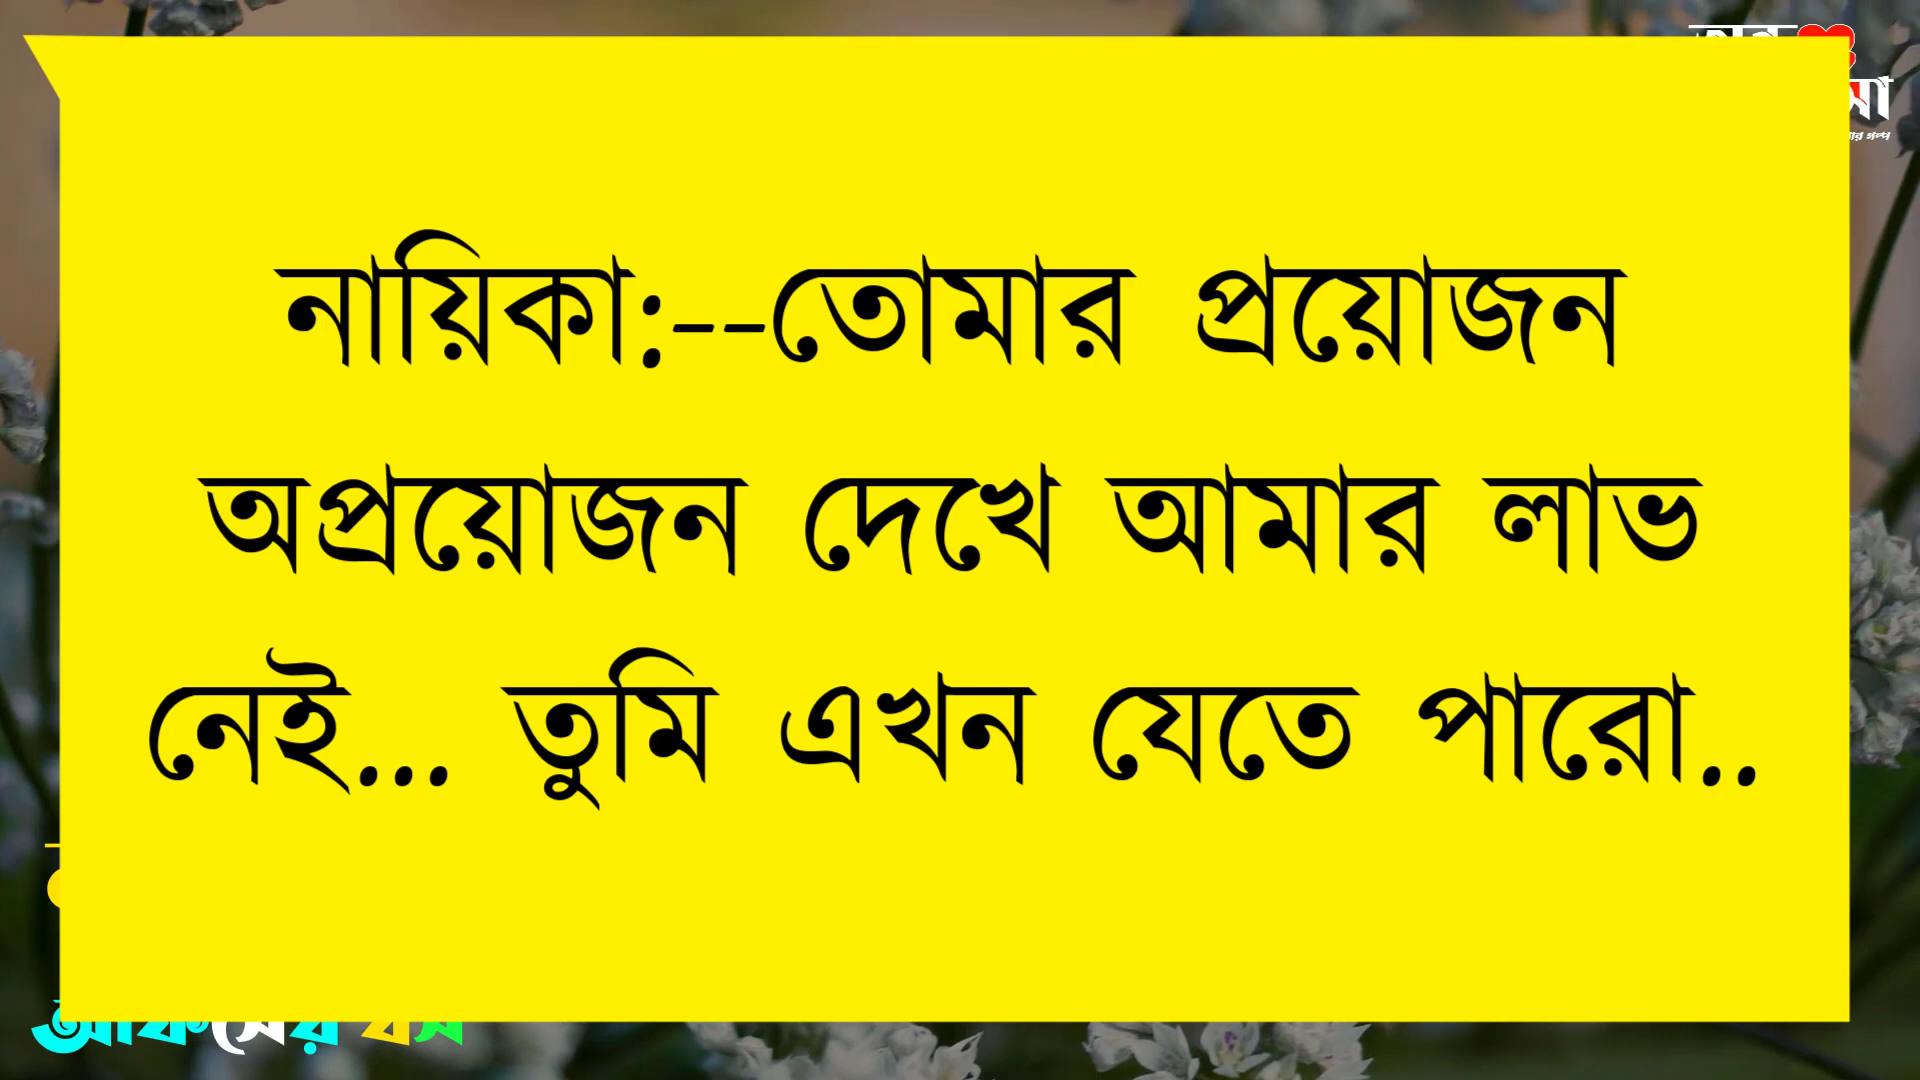 নায়িকা:--তোমার প্রয়োজন
অপ্রয়োজন দেখে আমার লাভ
নেই... তুমি এখন যেতে পারো..